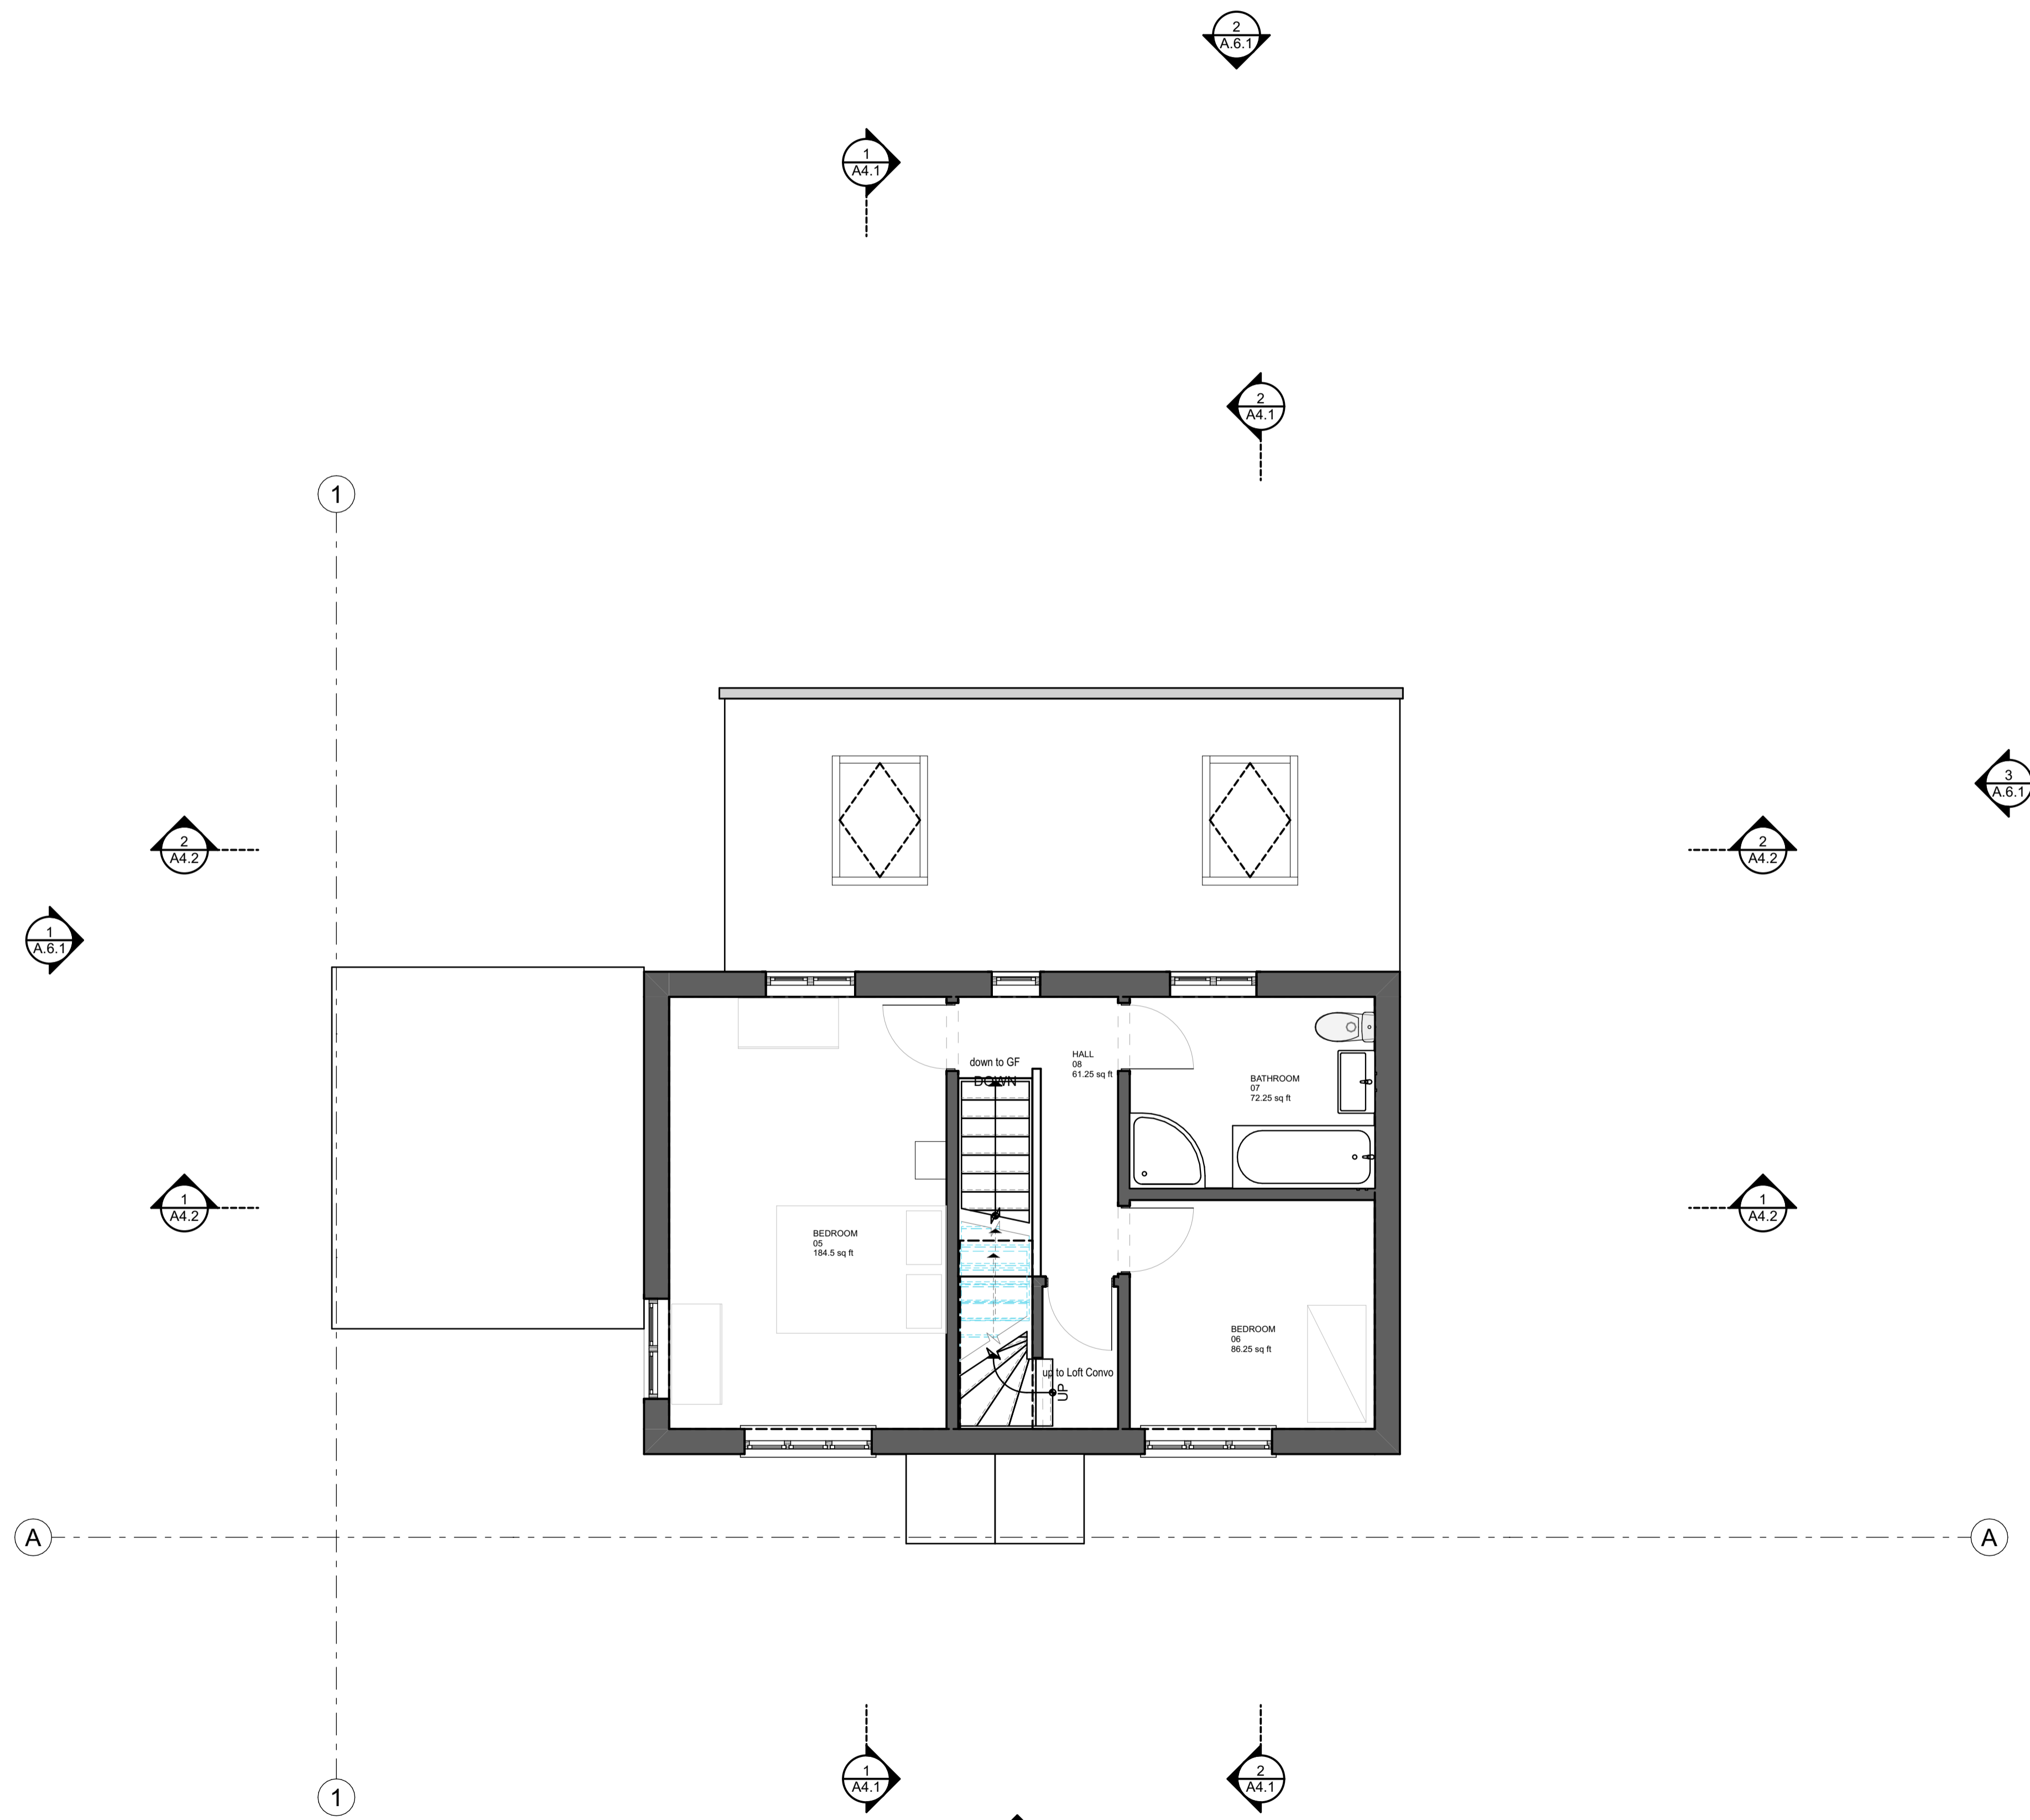 2
A.6.1
1
A4.1
2
A4.1
1
3
A.6.1
2
A4.2
2
A4.2
1
A.6.1
HALL
08
61.25 sq ft
down to GF
DOWN
BATHROOM
07
72.25 sq ft
1
A4.2
1
A4.2
BEDROOM
05
184.5 sq ft
BEDROOM
06
86.25 sq ft
up to Loft Convo
UP
A
A
1
A4.1
2
A4.1
1